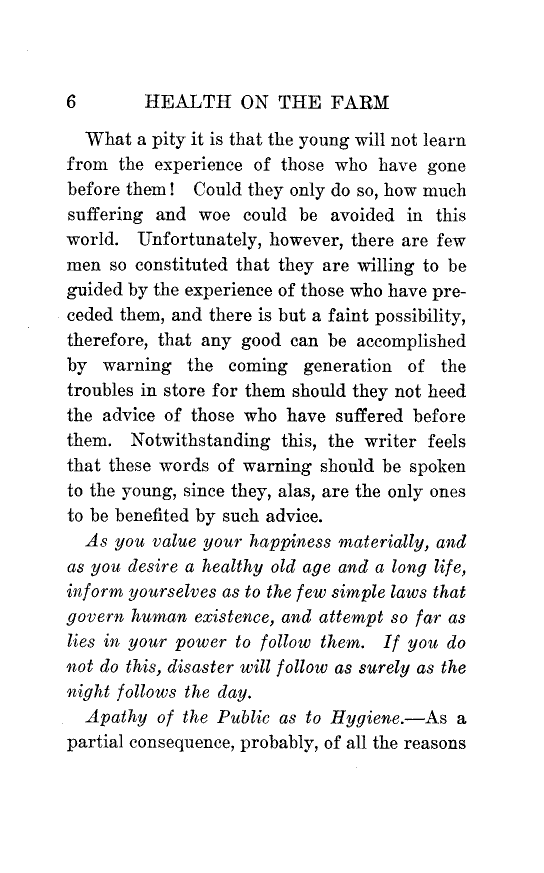 6 HEALTH ON THE FARM
What a pity it is that the young will not learn
from the experience of those who have gone
before them! Could they only do so, how much
suffering and woe could be avoided in this
world. Unfortunately, however, there are few
men so constituted that they are willing to be
guided by the experience of those who have pre-
ceded them, and there is but a faint possibility,
therefore, that any good can be accomplished
by warning the coming generation of the
troubles in store for them should they not heed
the advice of those who have suffered before
them. Notwithstanding this, the writer feels
that these words of warning should be spoken
to the young, since they, alas, are the only ones
to be benefited by such advice.
As you value your happiness materially, and
as you desire a healthy old age and a long life,
inform yourselves as to the few simple laws that
govern human existence, and attempt so far as
lies in your power to follow them. If you do
not do this, disaster will follow as surely as the
night follows the day.
Apathy of the Public as to Hygiene.—As a
partial consequence, probably, of all the reasons